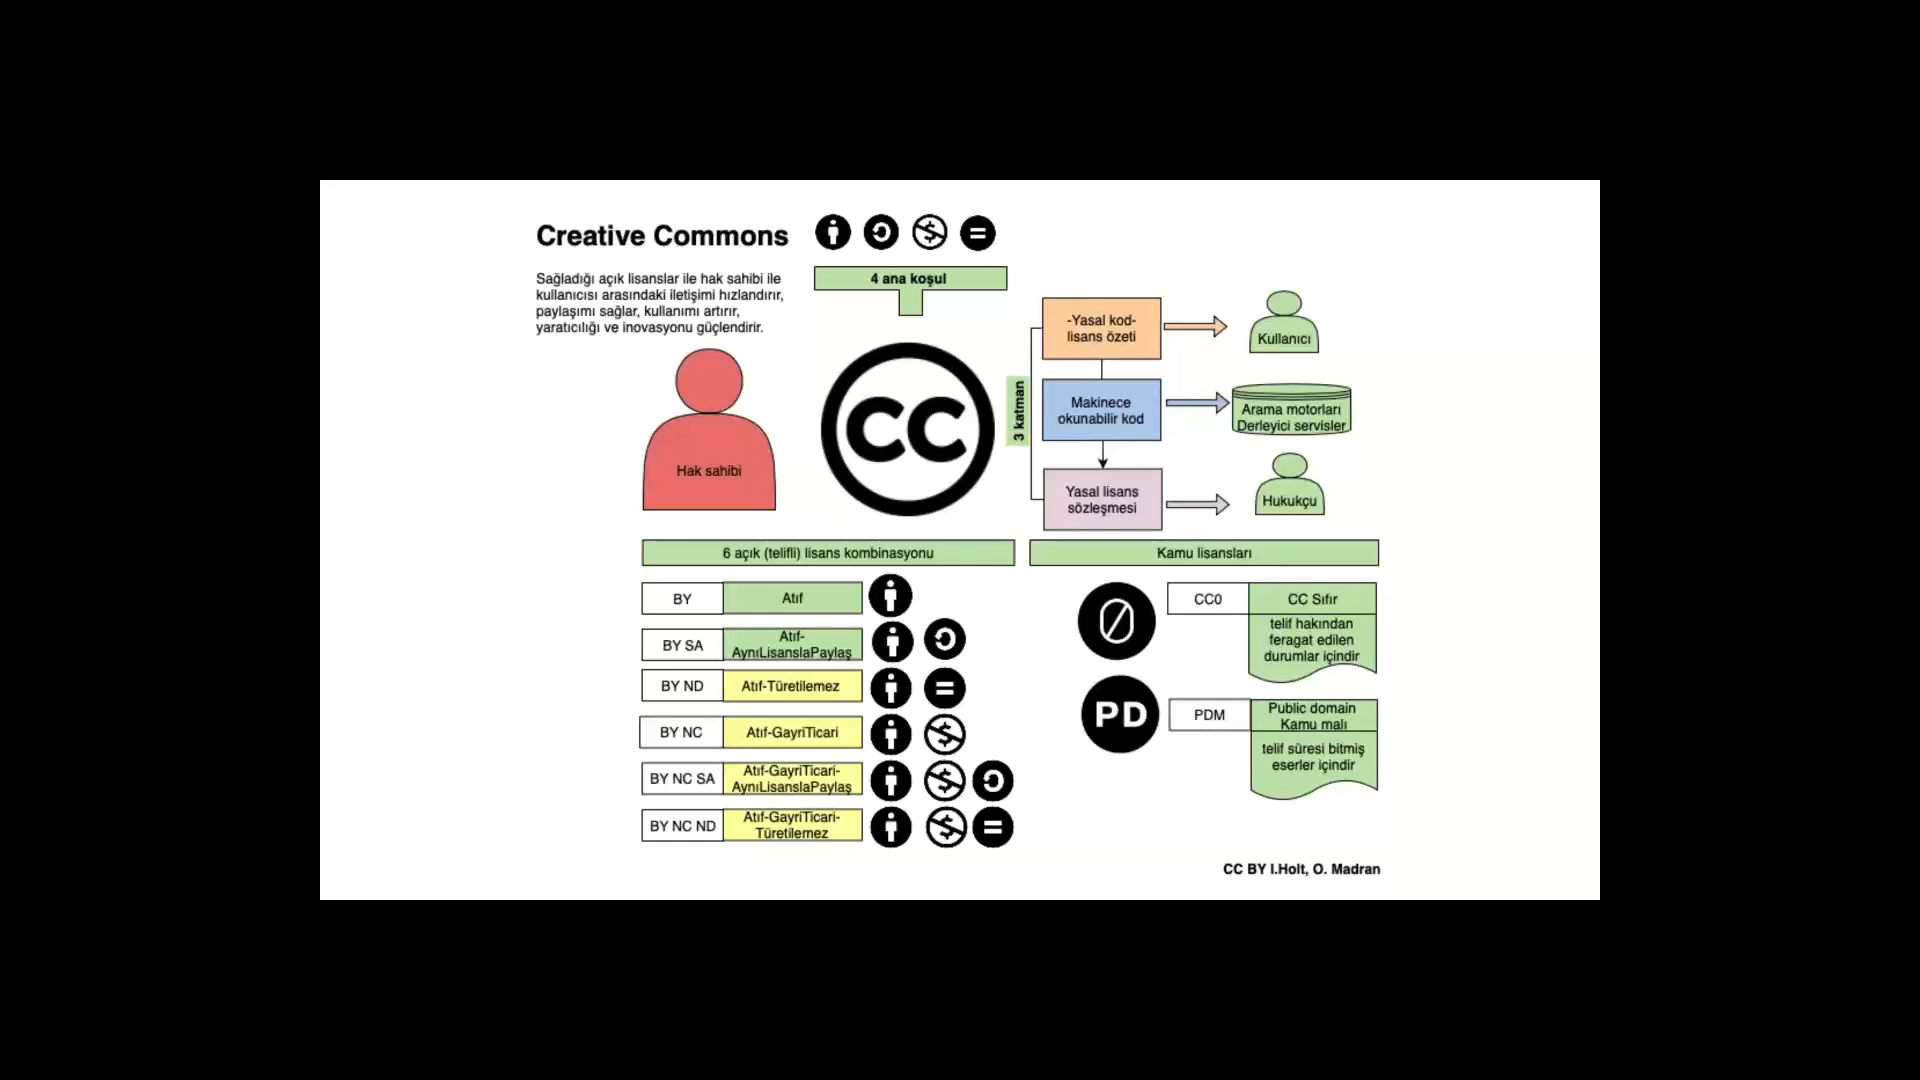 Creative Commons
Sağladığı açık lisanslar ile hak sahibi ile
kullanıcısı arasındaki iletişimi hızlandırır,
paylaşımı sağlar, kullanımı artırır,
yaratıcılığı ve inovasyonu güçlendirir.
4 ana koşul
Hak sahibi
CC
3 katman
-Yasal kod-
lisans özeti
Kullanıcı
Makinece
okunabilir kod
Arama motorları
Derleyici servisler
Yasal lisans
sözleşmesi
Hukukçu
6 açık (telifli) lisans kombinasyonu
BY
Atıf
BY SA
Atıf-
AynıLisanslaPaylaş
BY ND
Atıf-Türetilemez
BY NC
Atıf-GayriTicari
BY NC SA
Atıf-GayriTicari-
AynıLisanslaPaylaş
BY NC ND
Atıf-GayriTicari-
Türetilemez
Kamu lisansları
0
CC0
CC Sıfır
telif hakından
feragat edilen
durumlar içindir
PD
PDM
Public domain
Kamu malı
telif süresi bitmiş
eserler içindir
CC BY I.Holt, O. Madran